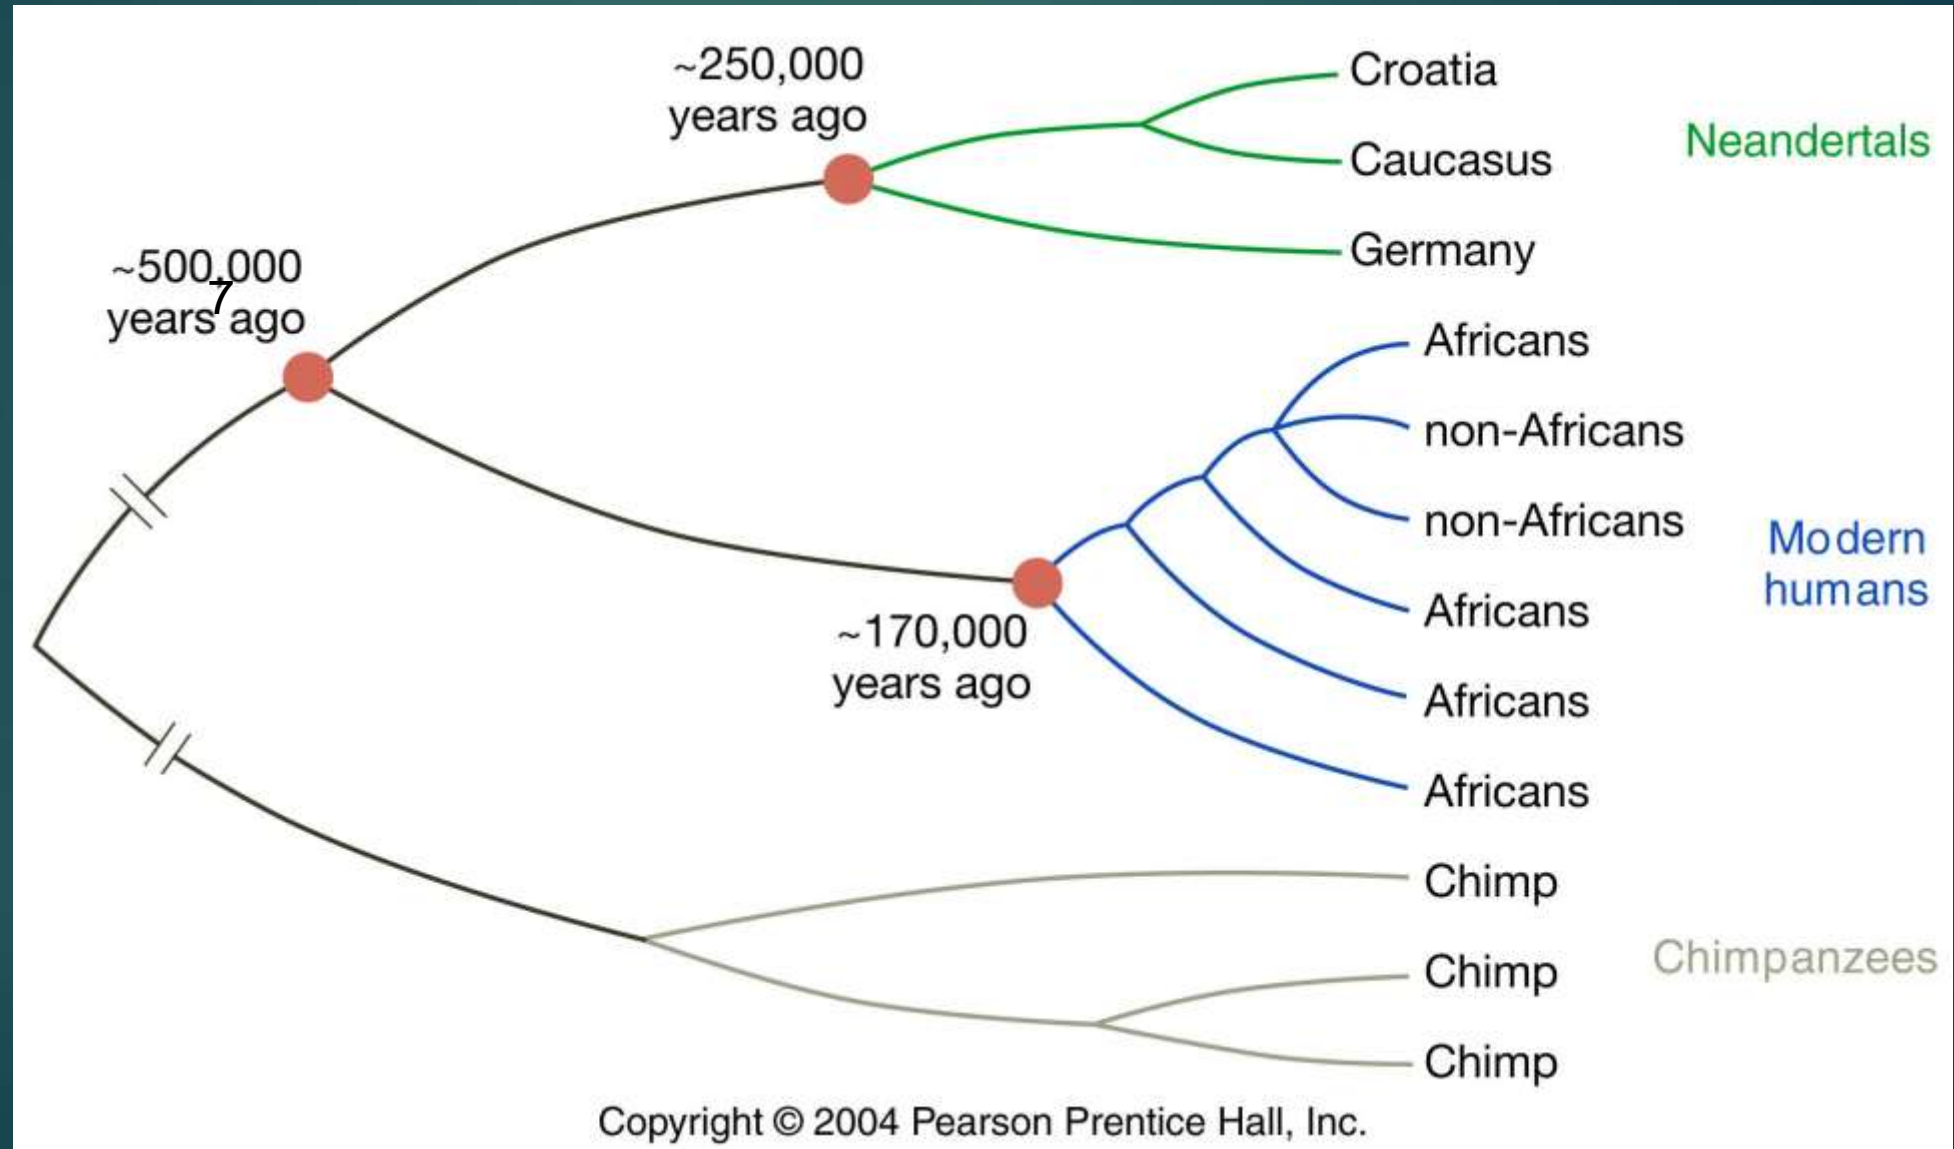 ~250,000
years ago
Croatia
Caucasus
Neandertals
Germany
~500,000
7
years ago
Africans
non-Africans
non-Africans
Modern
humans
Africans
~170,000
years ago
Africans
Africans
Chimp
Chimpanzees
Chimp
Chimp
Copyright © 2004 Pearson Prentice Hall, Inc.